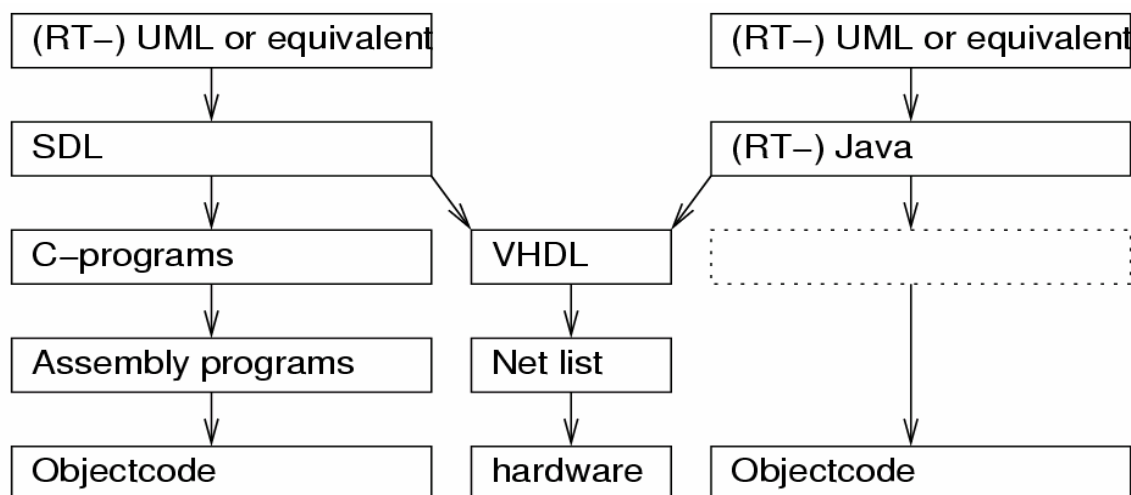 (RT−) UML or equivalent
(RT−) UML or equivalent
SDL
(RT−) Java
C−programs
VHDL
Assembly programs
Net list
Objectcode
hardware
Objectcode